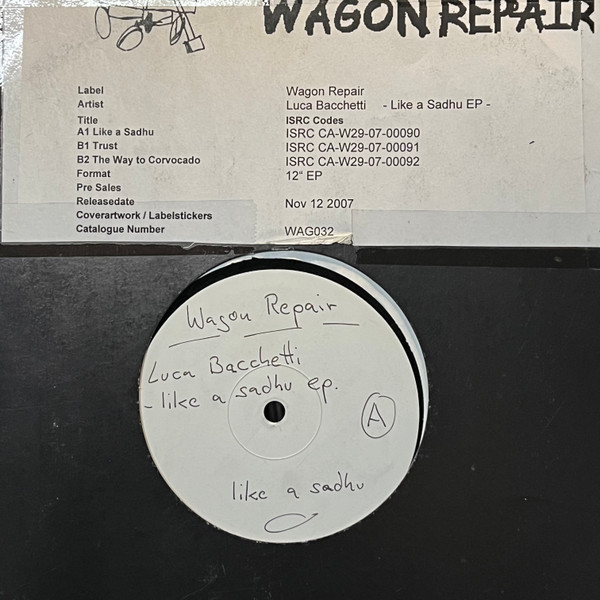 WAGON REPAIR
Label Wagon Repair
Artist Luca Bacchetti - Like a Sadhu EP -
Title ISRC Codes
A1 Like a Sadhu ISRC CA-W29-07-00090
B1 Trust ISRC CA-W29-07-00091
B2 The Way to Corvocado ISRC CA-W29-07-00092
Format 12“ EP
Pre Sales
Releasedate Nov 12 2007
Coverartwork / Labelstickers
Catalogue Number WAG032
Wagon Repair
Luca Bacchetti
- like a sadhu ep.
A
like a sadhu